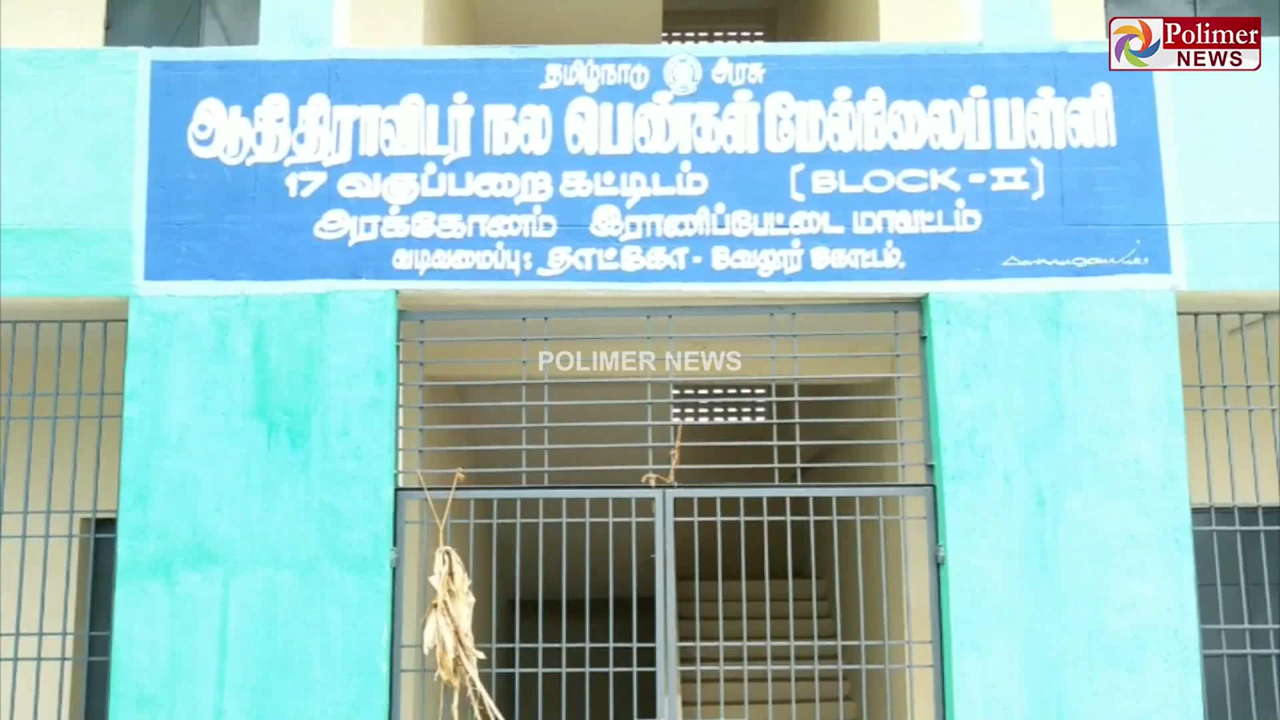 Polimer
NEWS
தமிழ்நாடு அரசு
ஆதிதிராவிடர் நல பெண்கள் மேல்நிலைப் பள்ளி
17 வகுப்பறை கட்டிடம் (BLOCK - II)
அரக்கோணம் இராணிப்பேட்டை மாவட்டம்
வடிவமைப்பு: தாட்கோ - வேலூர் கோட்டம்.
POLIMER NEWS